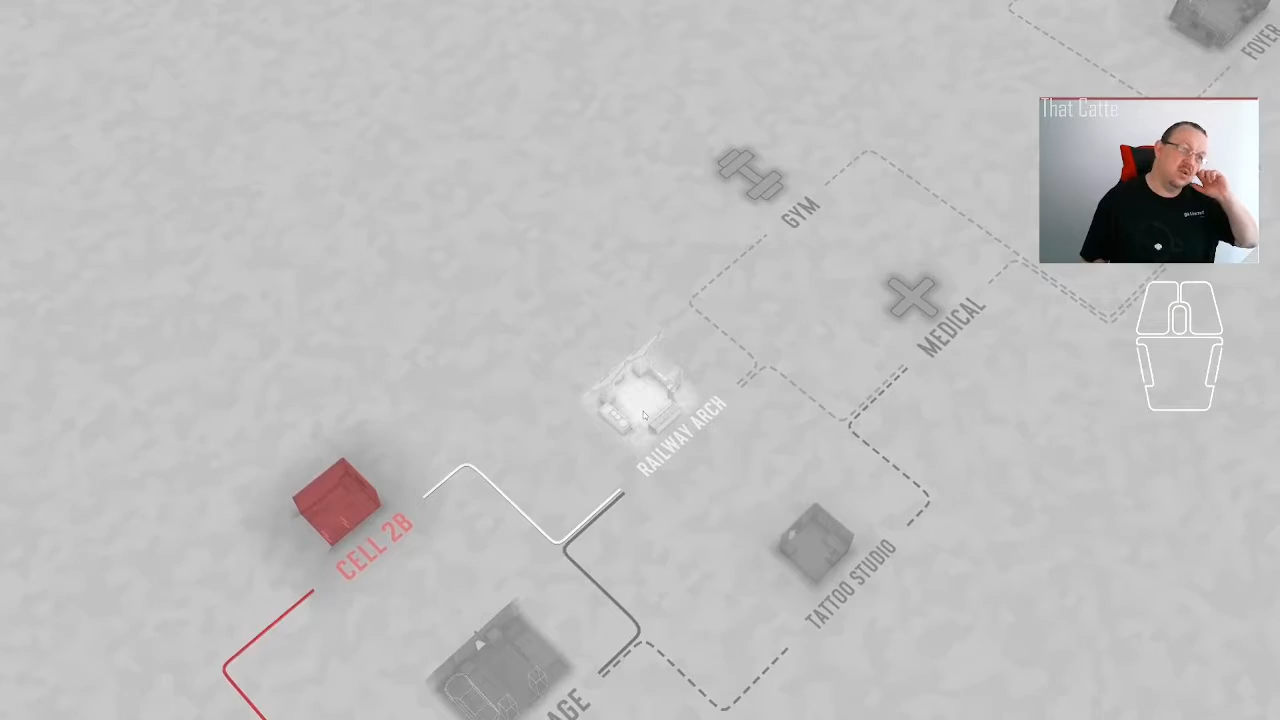 FOYER
That Catte
GYM
MEDICAL
RAILWAY ARCH
CELL 2B
TATTOO STUDIO
AGE